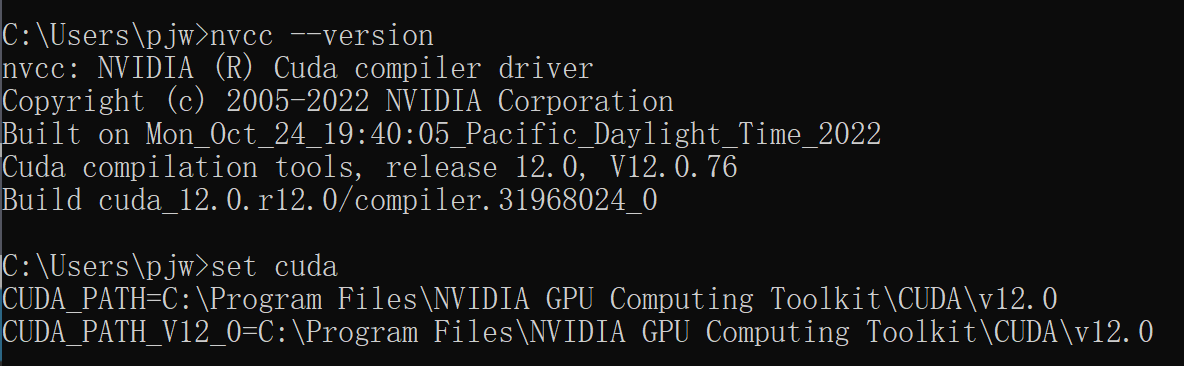 C:\Users\pjw>nvcc --version
nvcc: NVIDIA (R) Cuda compiler driver
Copyright (c) 2005-2022 NVIDIA Corporation
Built on Mon_Oct_24_19:40:05_Pacific_Daylight_Time_2022
Cuda compilation tools, release 12.0, V12.0.76
Build cuda_12.0.r12.0/compiler.31968024_0
C:\Users\pjw>set cuda
CUDA_PATH=C:\Program Files\NVIDIA GPU Computing Toolkit\CUDA\v12.0
CUDA_PATH_V12_0=C:\Program Files\NVIDIA GPU Computing Toolkit\CUDA\v12.0